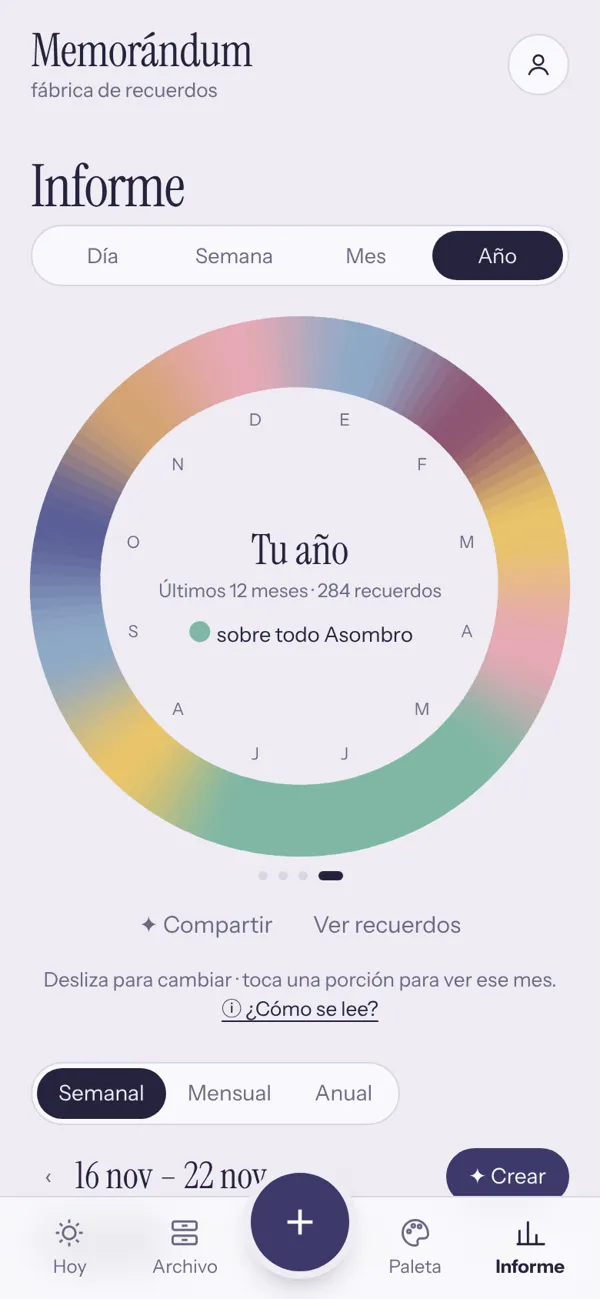 Memorándum
fábrica de recuerdos
Informe
Día Semana Mes Año
D E
N F
O M
Tu año
Últimos 12 meses · 284 recuerdos
sobre todo Asombro
S A
A M
J J
✦ Compartir Ver recuerdos
Desliza para cambiar · toca una porción para ver ese mes.
ⓘ ¿Cómo se lee?
Semanal Mensual Anual
‹ 16 nov – 22 nov ✦ Crear
+
Hoy Archivo Paleta Informe